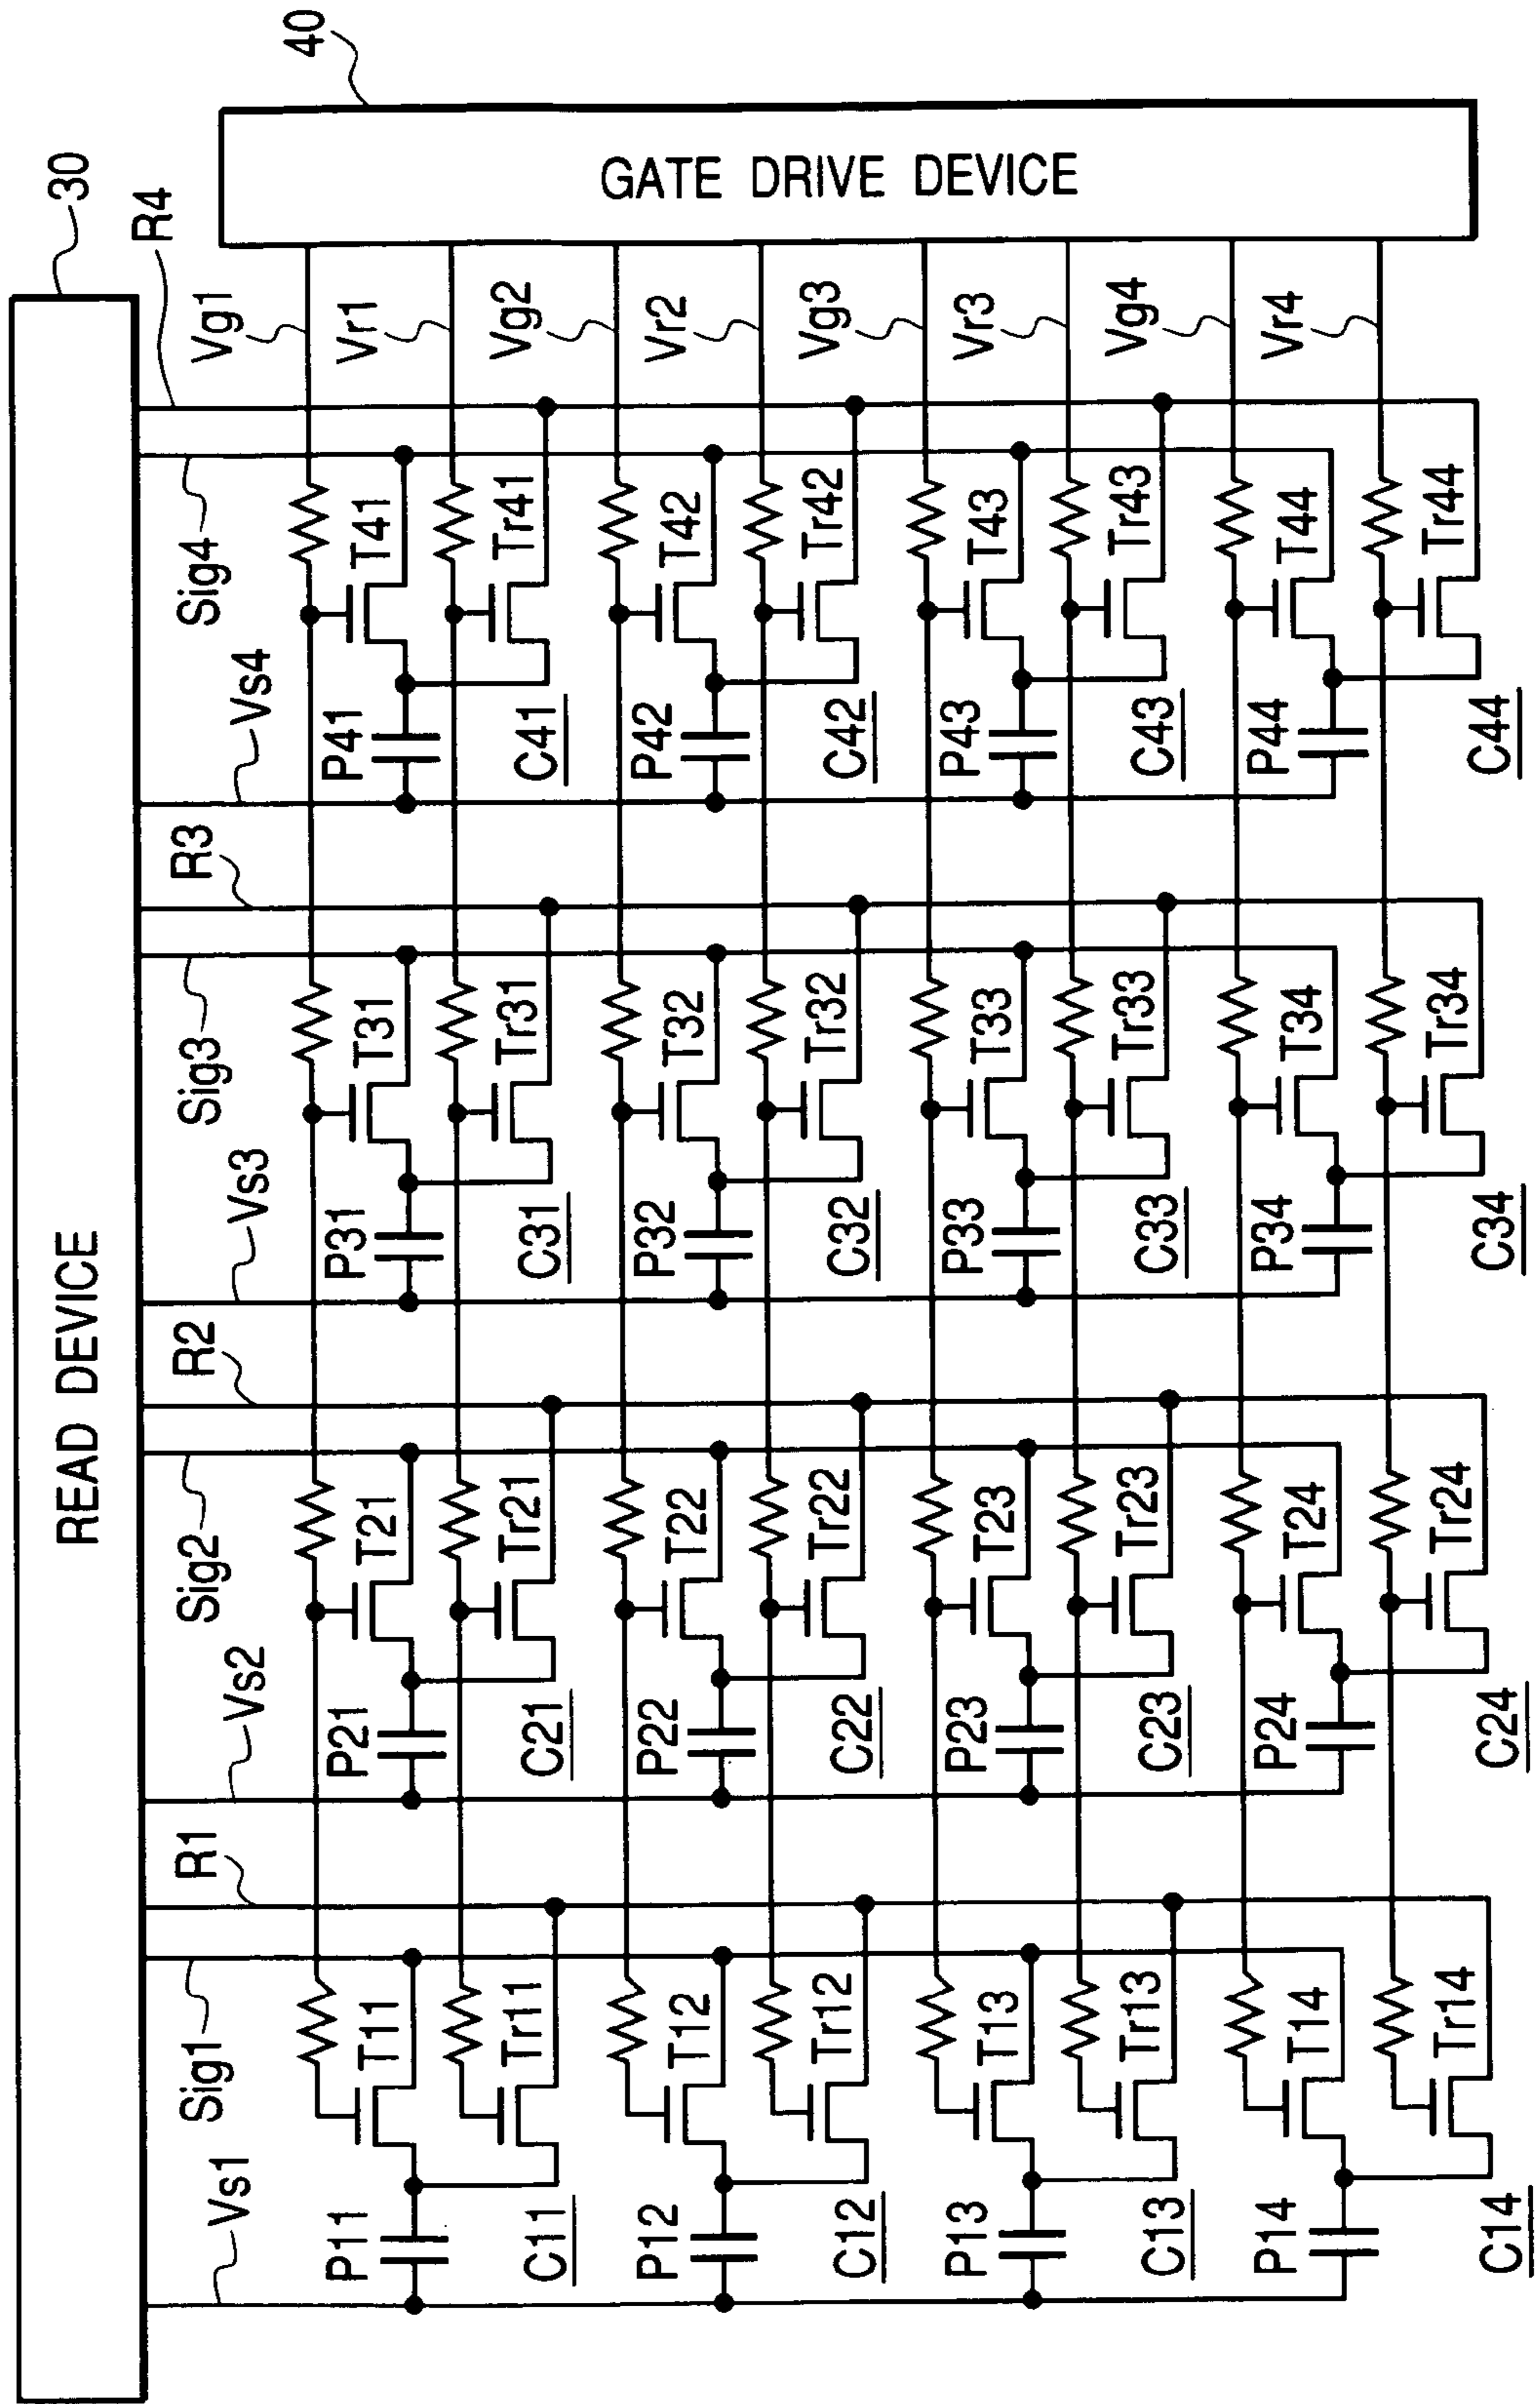 READ DEVICE
30
Vs1
Sig1
R1
Vs2
Sig2
R2
Vs3
Sig3
R3
Vs4
Sig4
R4
40
GATE DRIVE DEVICE
Vg1
Vr1
Vg2
Vr2
Vg3
Vr3
Vg4
Vr4
P11
T11
P21
T21
P31
T31
P41
T41
C11
Tr11
C21
Tr21
C31
Tr31
C41
Tr41
P12
T12
P22
T22
P32
T32
P42
T42
C12
Tr12
C22
Tr22
C32
Tr32
C42
Tr42
P13
T13
P23
T23
P33
T33
P43
T43
C13
Tr13
C23
Tr23
C33
Tr33
C43
Tr43
P14
T14
P24
T24
P34
T34
P44
T44
C14
Tr14
C24
Tr24
C34
Tr34
C44
Tr44